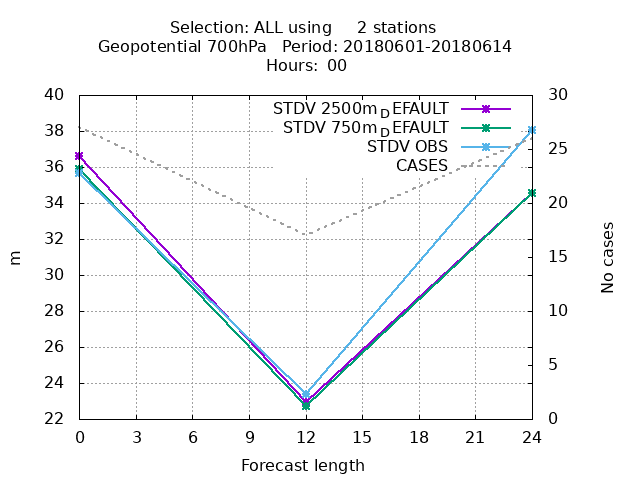 Selection: ALL using 2 stations
Geopotential 700hPa Period: 20180601-20180614
Hours: 00
STDV 2500m_DEFAULT
STDV 750m_DEFAULT
STDV OBS
CASES
40
38
36
34
32
30
28
26
24
22
m
30
25
20
15
10
5
0
No cases
0 3 6 9 12 15 18 21 24
Forecast length